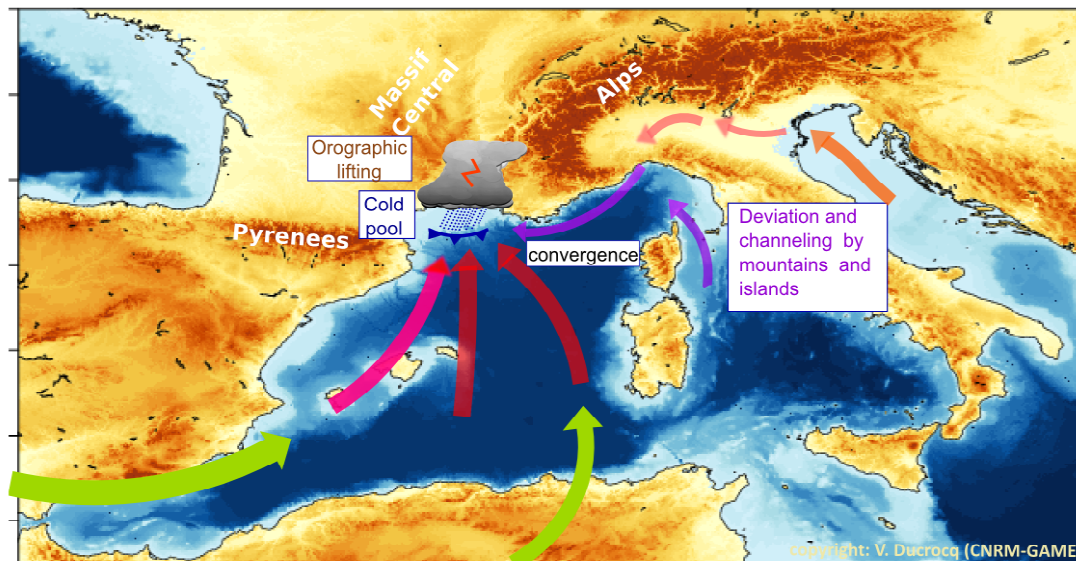 Massif
Central
Alps
Orographic
lifting
Cold
pool
Pyrenees
convergence
Deviation and
channeling by
mountains and
islands
copyright: V. Ducrocq (CNRM-GAME